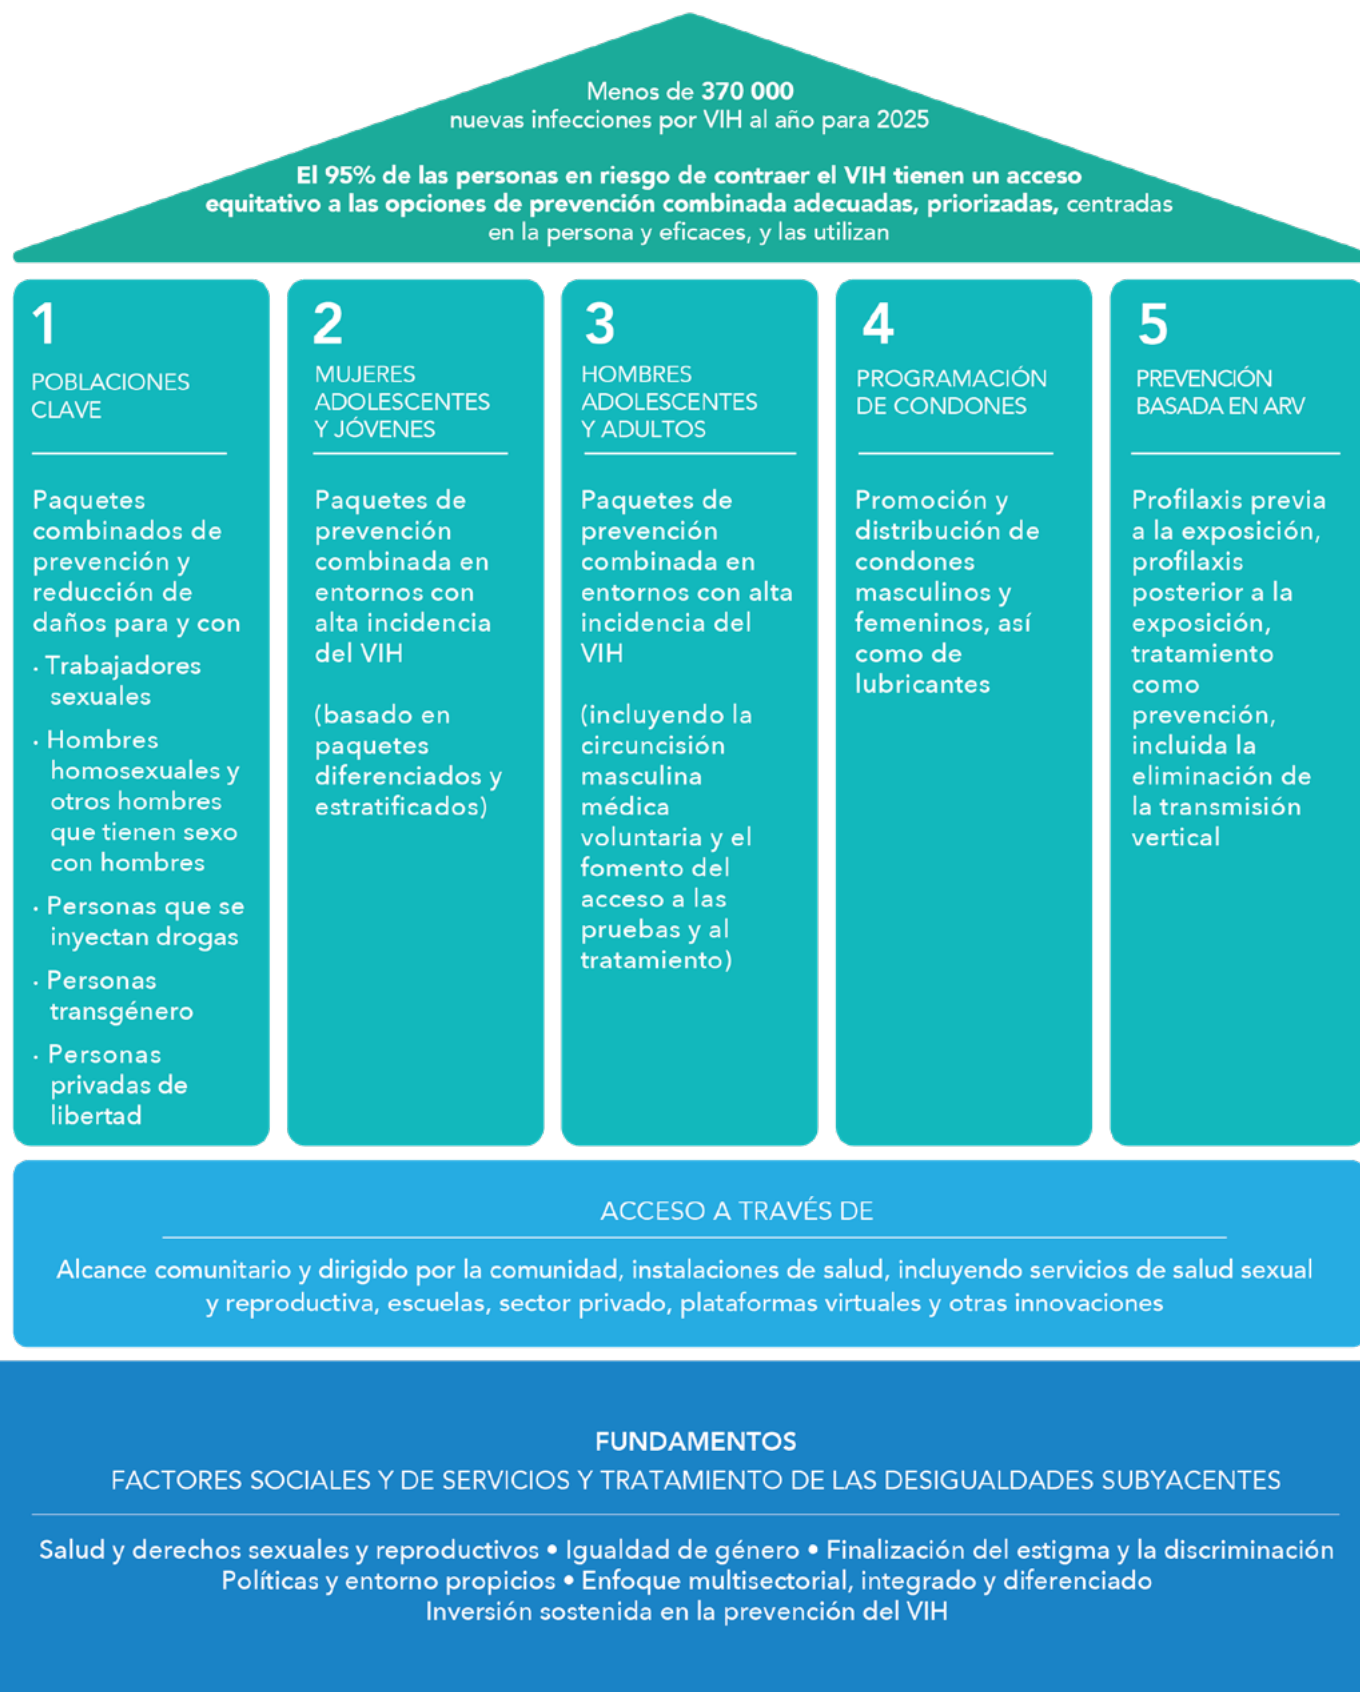 Menos de 370 000
nuevas infecciones por VIH al año para 2025
El 95% de las personas en riesgo de contraer el VIH tienen un acceso
equitativo a las opciones de prevención combinada adecuadas, priorizadas, centradas
en la persona y eficaces, y las utilizan
1
POBLACIONES
CLAVE
Paquetes
combinados de
prevención y
reducción de
daños para y con
· Trabajadores
sexuales
· Hombres
homosexuales y
otros hombres
que tienen sexo
con hombres
· Personas que se
inyectan drogas
· Personas
transgénero
· Personas
privadas de
libertad
2
MUJERES
ADOLESCENTES
Y JÓVENES
Paquetes de
prevención
combinada en
entornos con
alta incidencia
del VIH
(basado en
paquetes
diferenciados y
estratificados)
3
HOMBRES
ADOLESCENTES
Y ADULTOS
Paquetes de
prevención
combinada en
entornos con alta
incidencia del
VIH
(incluyendo la
circuncisión
masculina
médica
voluntaria y el
fomento del
acceso a las
pruebas y al
tratamiento)
4
PROGRAMACIÓN
DE CONDONES
Promoción y
distribución de
condones
masculinos y
femeninos, así
como de
lubricantes
5
PREVENCIÓN
BASADA EN ARV
Profilaxis previa
a la exposición,
profilaxis
posterior a la
exposición,
tratamiento
como
prevención,
incluida la
eliminación de
la transmisión
vertical
ACCESO A TRAVÉS DE
Alcance comunitario y dirigido por la comunidad, instalaciones de salud, incluyendo servicios de salud sexual
y reproductiva, escuelas, sector privado, plataformas virtuales y otras innovaciones
FUNDAMENTOS
FACTORES SOCIALES Y DE SERVICIOS Y TRATAMIENTO DE LAS DESIGUALDADES SUBYACENTES
Salud y derechos sexuales y reproductivos • Igualdad de género • Finalización del estigma y la discriminación
Políticas y entorno propicios • Enfoque multisectorial, integrado y diferenciado
Inversión sostenida en la prevención del VIH